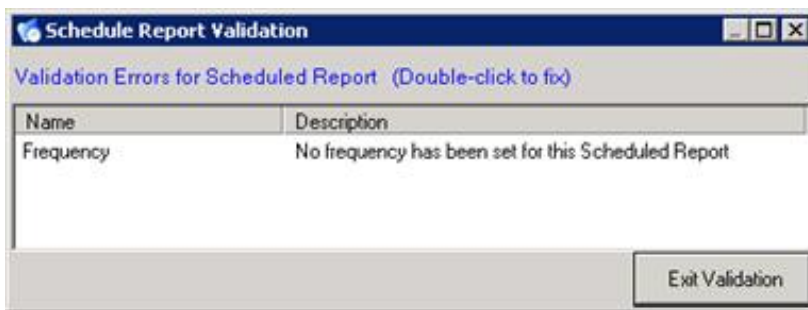 Schedule Report Validation
Validation Errors for Scheduled Report (Double-click to fix)
Name Description
Frequency No frequency has been set for this Scheduled Report
Exit Validation